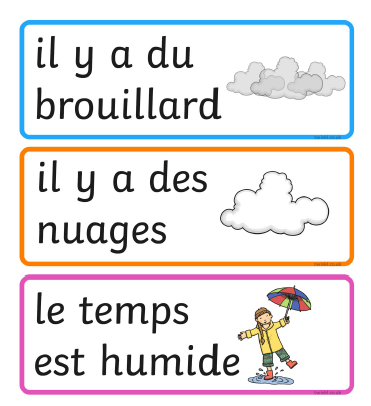 il y a du
brouillard
il y a des
nuages
le temps
est humide